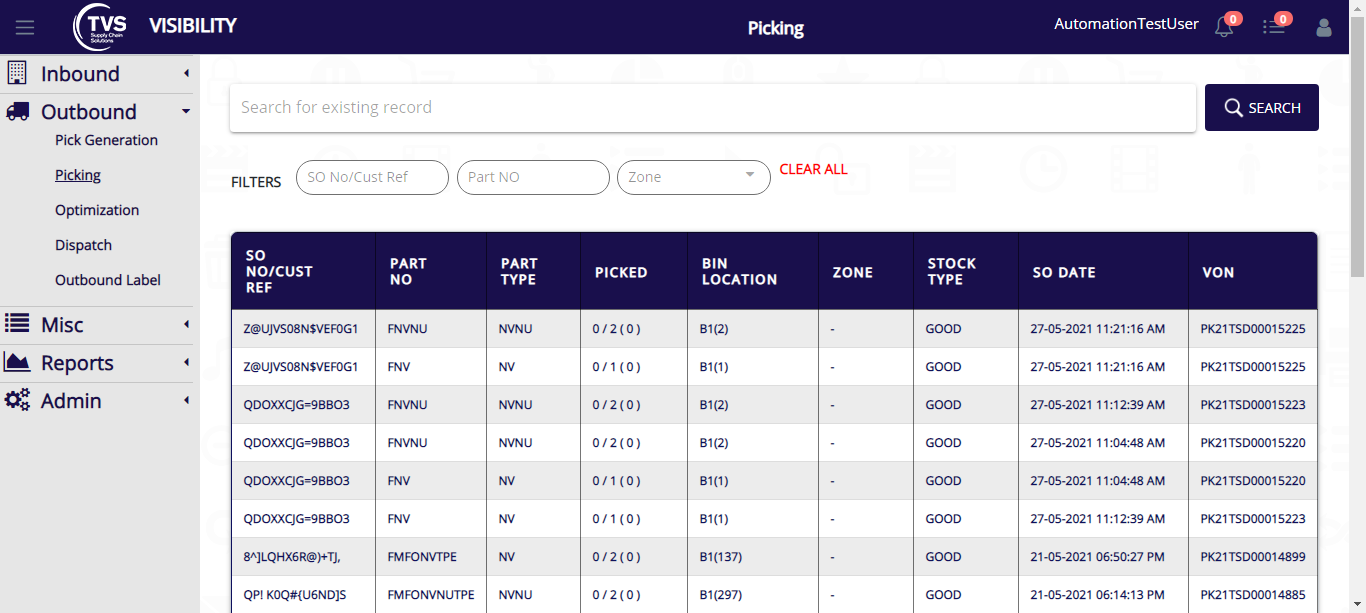 TVS
Supply Chain
Solutions
VISIBILITY
Picking
AutomationTestUser
0
0
Inbound
Outbound
Pick Generation
Picking
Optimization
Dispatch
Outbound Label
Misc
Reports
Admin
Search for existing record
SEARCH
FILTERS
SO No/Cust Ref
Part NO
Zone
CLEAR ALL
SO NO/CUST REF PART NO PART TYPE PICKED BIN LOCATION ZONE STOCK TYPE SO DATE VON
Z@UJVS08N$VEF0G1 FNVNU NVNU 0 / 2 ( 0 ) B1(2) - GOOD 27-05-2021 11:21:16 AM PK21TSD00015225
Z@UJVS08N$VEF0G1 FNV NV 0 / 1 ( 0 ) B1(1) - GOOD 27-05-2021 11:21:16 AM PK21TSD00015225
QDOXXCJG=9BBO3 FNVNU NVNU 0 / 2 ( 0 ) B1(2) - GOOD 27-05-2021 11:12:39 AM PK21TSD00015223
QDOXXCJG=9BBO3 FNVNU NVNU 0 / 2 ( 0 ) B1(2) - GOOD 27-05-2021 11:04:48 AM PK21TSD00015220
QDOXXCJG=9BBO3 FNV NV 0 / 1 ( 0 ) B1(1) - GOOD 27-05-2021 11:04:48 AM PK21TSD00015220
QDOXXCJG=9BBO3 FNV NV 0 / 1 ( 0 ) B1(1) - GOOD 27-05-2021 11:12:39 AM PK21TSD00015223
8^]LQHX6R@)+TJ, FMFONVTPE NV 0 / 2 ( 0 ) B1(137) - GOOD 21-05-2021 06:50:27 PM PK21TSD00014899
QP! K0Q#{U6ND]S FMFONVNUTPE NVNU 0 / 2 ( 0 ) B1(297) - GOOD 21-05-2021 06:14:13 PM PK21TSD00014885